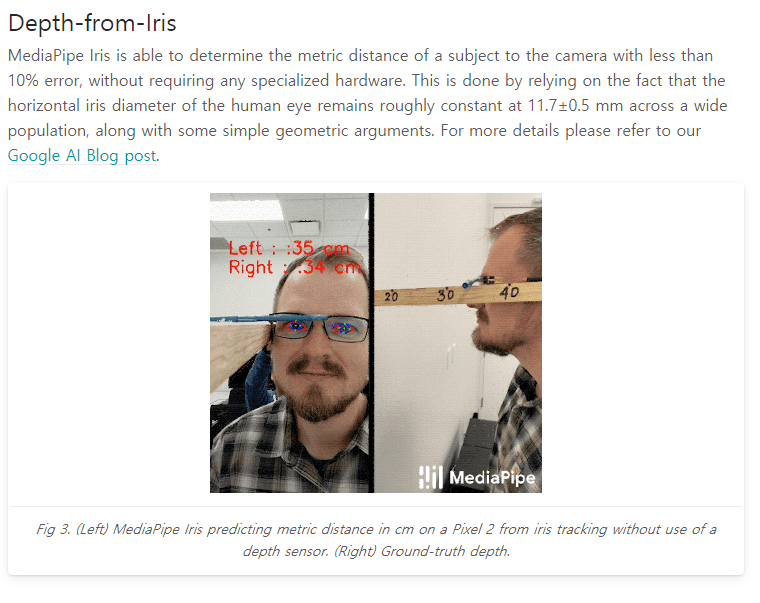 Depth-from-Iris
MediaPipe Iris is able to determine the metric distance of a subject to the camera with less than
10% error, without requiring any specialized hardware. This is done by relying on the fact that the
horizontal iris diameter of the human eye remains roughly constant at 11.7±0.5 mm across a wide
population, along with some simple geometric arguments. For more details please refer to our
Google AI Blog post.
Left : :35 cm
Right : :34 cm
20 30 40
MediaPipe
Fig 3. (Left) MediaPipe Iris predicting metric distance in cm on a Pixel 2 from iris tracking without use of a
depth sensor. (Right) Ground-truth depth.